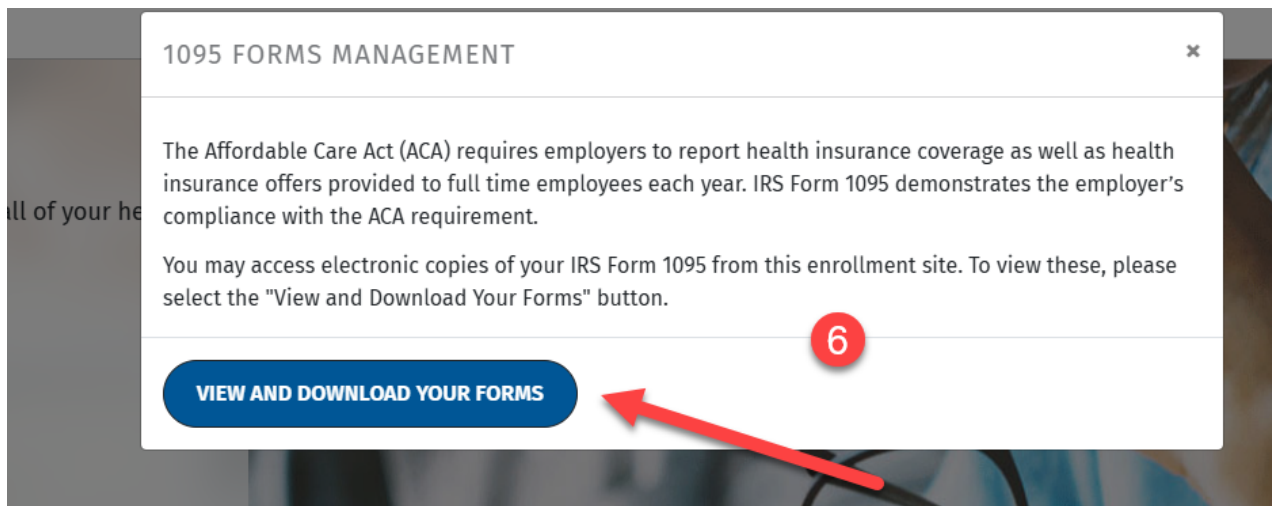 1095 FORMS MANAGEMENT
×
The Affordable Care Act (ACA) requires employers to report health insurance coverage as well as health
insurance offers provided to full time employees each year. IRS Form 1095 demonstrates the employer’s
all of your he
compliance with the ACA requirement.
You may access electronic copies of your IRS Form 1095 from this enrollment site. To view these, please
select the "View and Download Your Forms" button.
6
VIEW AND DOWNLOAD YOUR FORMS